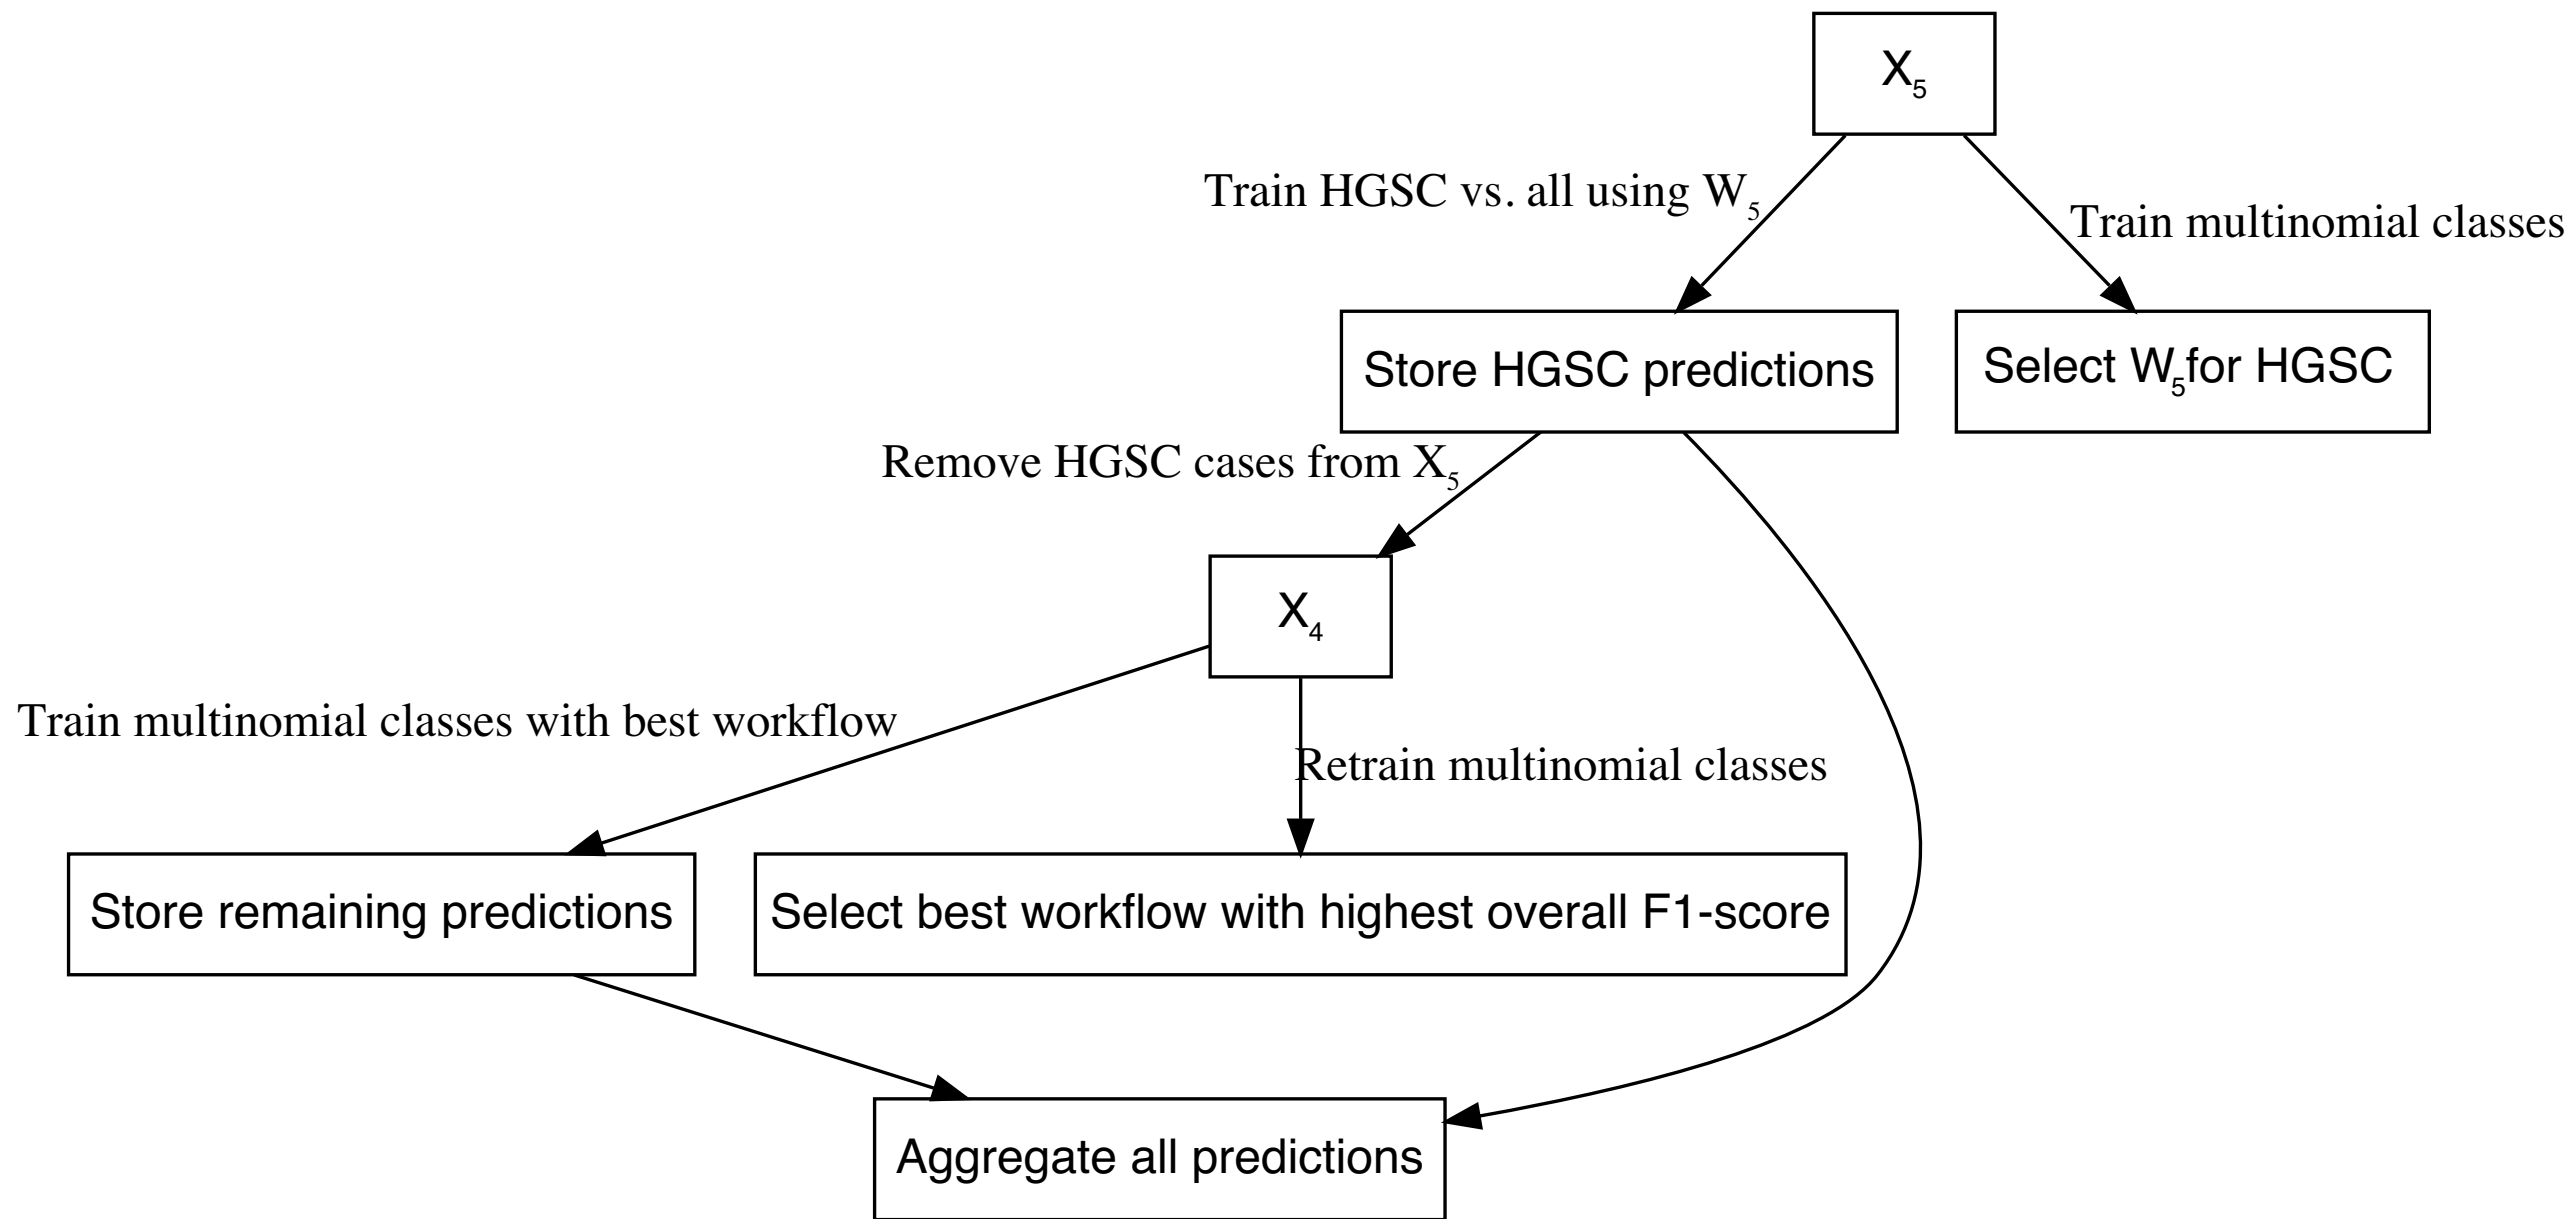 X₅
Train HGSC vs. all using W₅
Train multinomial classes
Store HGSC predictions
Select W₅for HGSC
Remove HGSC cases from X₅
X₄
Train multinomial classes with best workflow
Retrain multinomial classes
Store remaining predictions
Select best workflow with highest overall F1-score
Aggregate all predictions